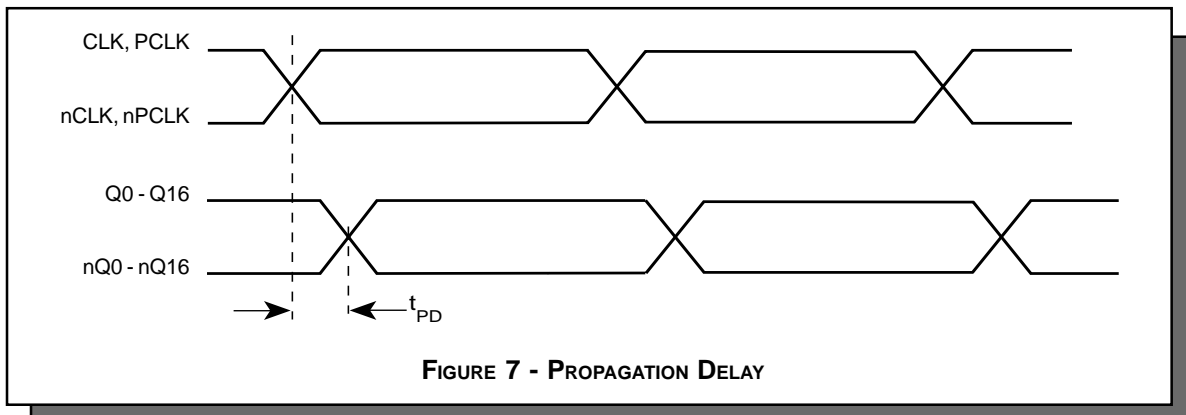 CLK, PCLK
nCLK, nPCLK
Q0 - Q16
nQ0 - nQ16
tPD
FIGURE 7 - PROPAGATION DELAY